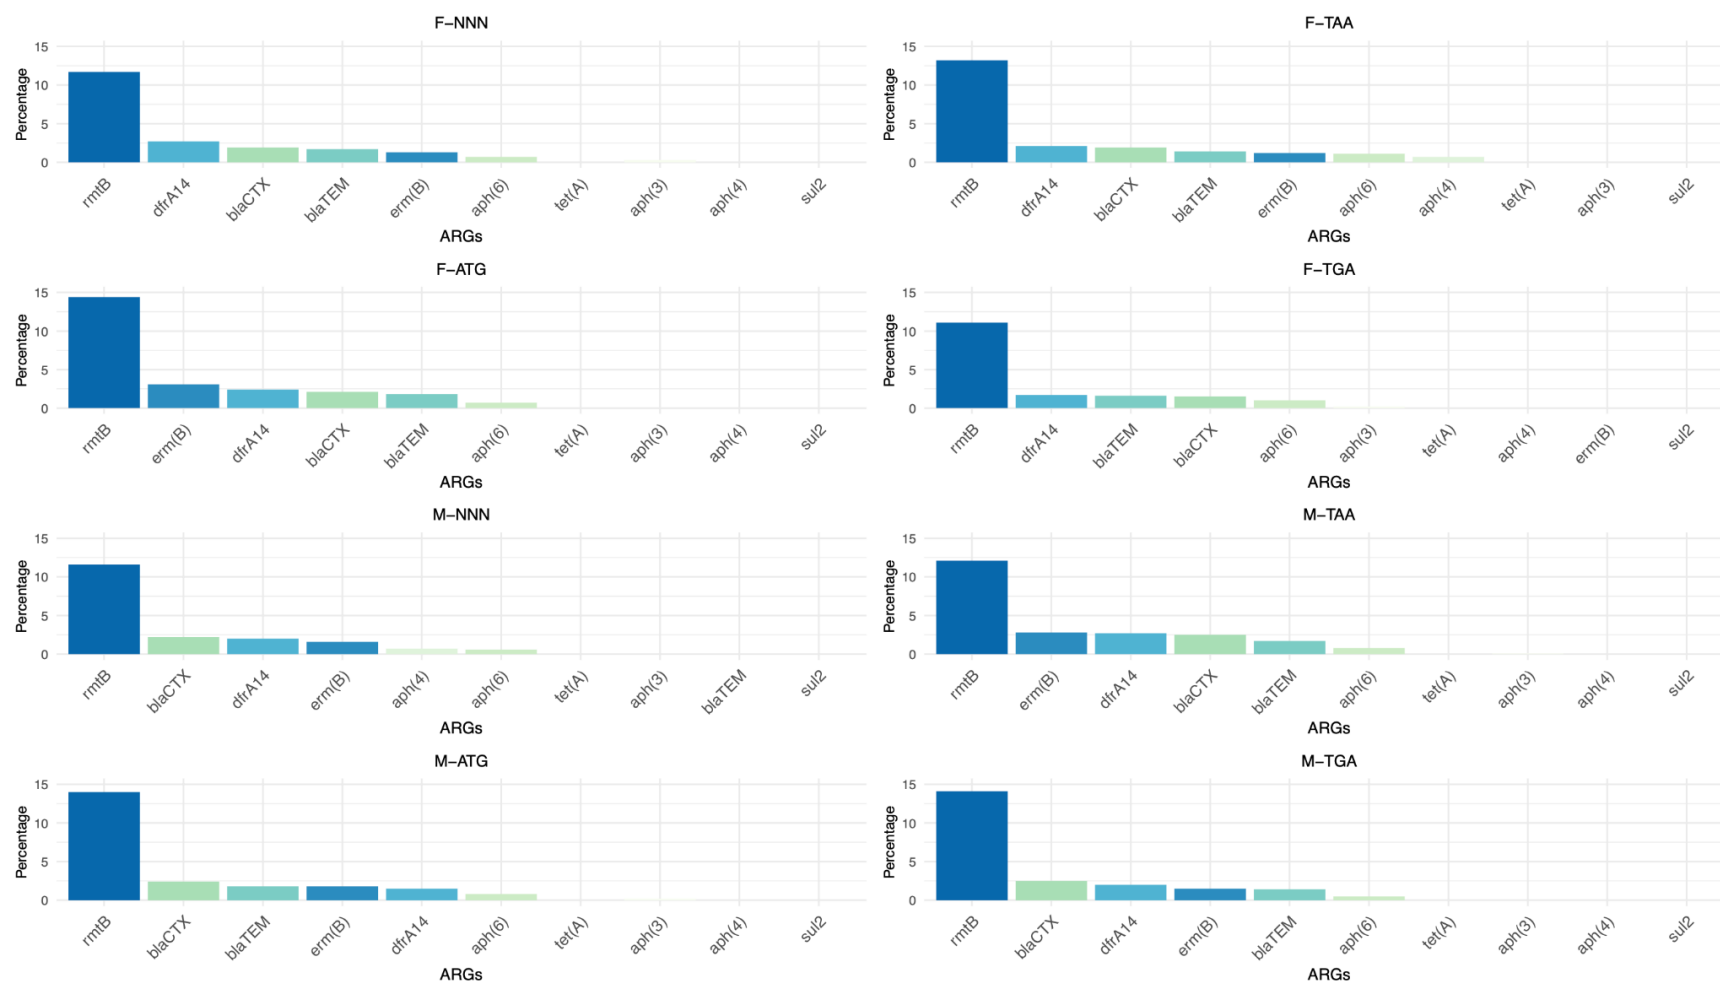 F−NNN
Percentage
15
10
5
0
rmtB dfrA14 blaCTX blaTEM erm(B) aph(6) tet(A) aph(3) aph(4) sul2
ARGs
F−TAA
Percentage
15
10
5
0
rmtB dfrA14 blaCTX blaTEM erm(B) aph(6) aph(4) tet(A) aph(3) sul2
ARGs
F−ATG
Percentage
15
10
5
0
rmtB erm(B) dfrA14 blaCTX blaTEM aph(6) tet(A) aph(3) aph(4) sul2
ARGs
F−TGA
Percentage
15
10
5
0
rmtB dfrA14 blaTEM blaCTX aph(6) aph(3) tet(A) aph(4) erm(B) sul2
ARGs
M−NNN
Percentage
15
10
5
0
rmtB blaCTX dfrA14 erm(B) aph(4) aph(6) tet(A) aph(3) blaTEM sul2
ARGs
M−TAA
Percentage
15
10
5
0
rmtB erm(B) dfrA14 blaCTX blaTEM aph(6) tet(A) aph(3) aph(4) sul2
ARGs
M−ATG
Percentage
15
10
5
0
rmtB blaCTX blaTEM erm(B) dfrA14 aph(6) tet(A) aph(3) aph(4) sul2
ARGs
M−TGA
Percentage
15
10
5
0
rmtB blaCTX dfrA14 erm(B) blaTEM aph(6) tet(A) aph(3) aph(4) sul2
ARGs